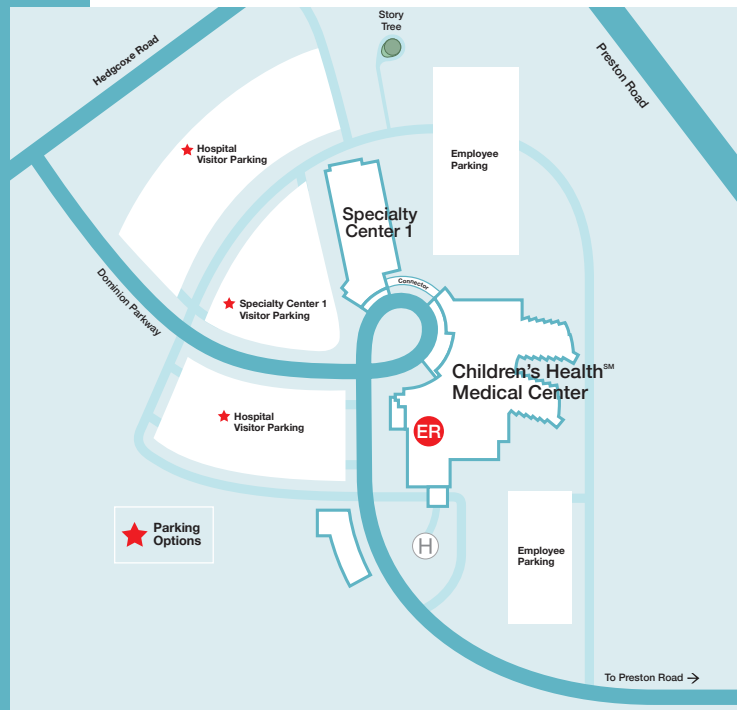 Story
Tree
Hedgcoxe Road
Preston Road
Hospital
Visitor Parking
Employee
Parking
Specialty
Center 1
Connector
Dominion Parkway
Specialty Center 1
Visitor Parking
Children's Health℠
Medical Center
Hospital
Visitor Parking
ER
Parking
Options
H
Employee
Parking
To Preston Road →